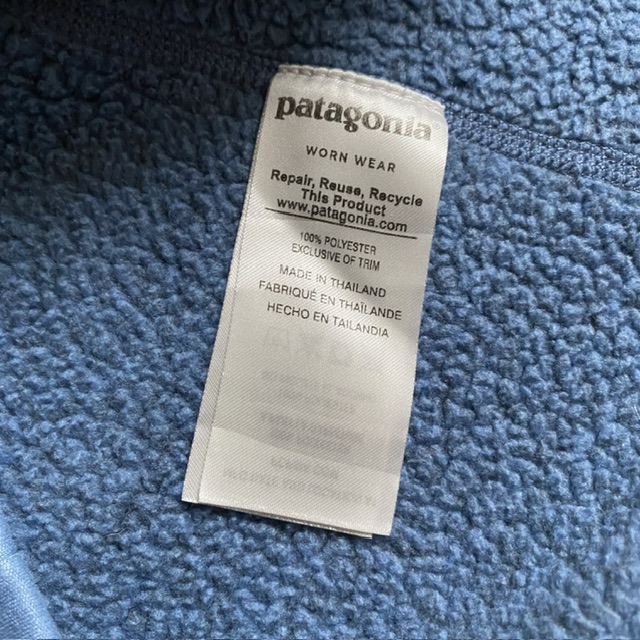 patagonia
WORN WEAR
Repair, Reuse, Recycle
This Product
www.patagonia.com
100% POLYESTER
EXCLUSIVE OF TRIM
MADE IN THAILAND
FABRIQUÉ EN THAÏLANDE
HECHO EN TAILANDIA